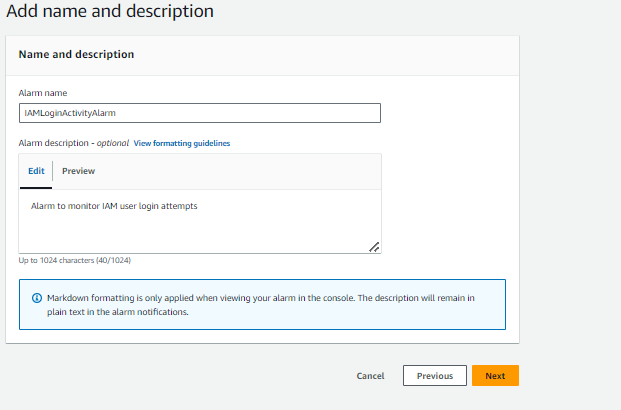 Add name and description
Name and description
Alarm name
IAMLoginActivityAlarm
Alarm description - optional View formatting guidelines
Edit Preview
Alarm to monitor IAM user login attempts
Up to 1024 characters (40/1024)
Markdown formatting is only applied when viewing your alarm in the console. The description will remain in
plain text in the alarm notifications.
Cancel Previous Next